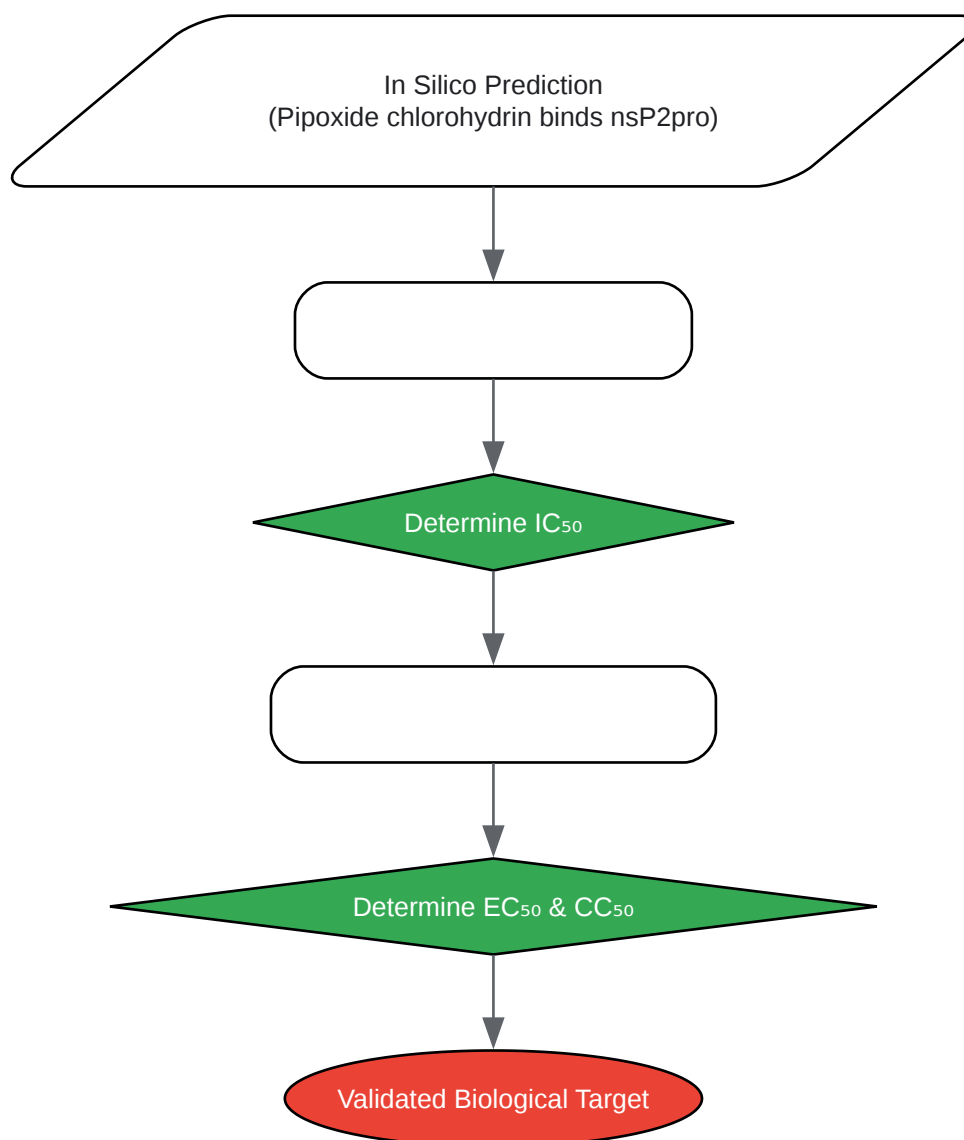 In Silico Prediction
(Pipoxide chlorohydrin binds nsP2pro)
Determine IC₅₀
Determine EC₅₀ & CC₅₀
Validated Biological Target